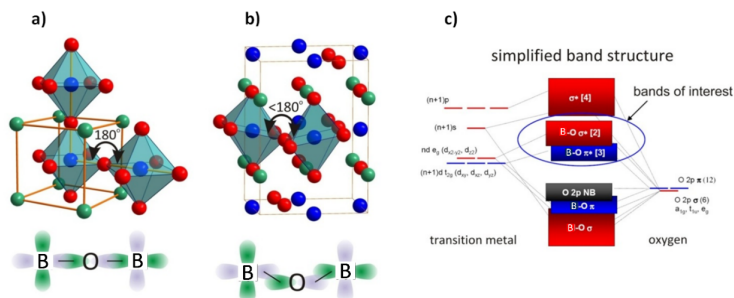 a)
180°
B O B
b)
<180°
B O B
c)
simplified band structure
bands of interest
(n+1)p
(n+1)s
nd eg (dx2-y2, dz2)
(n+1)d t2g (dxy, dxz, dyz)
σ* [4]
B-O σ* [2]
B-O π* [3]
O 2p NB
B-O π
B-O σ
O 2p π (12)
O 2p σ (6)
a1g, t1u, eg
transition metal
oxygen